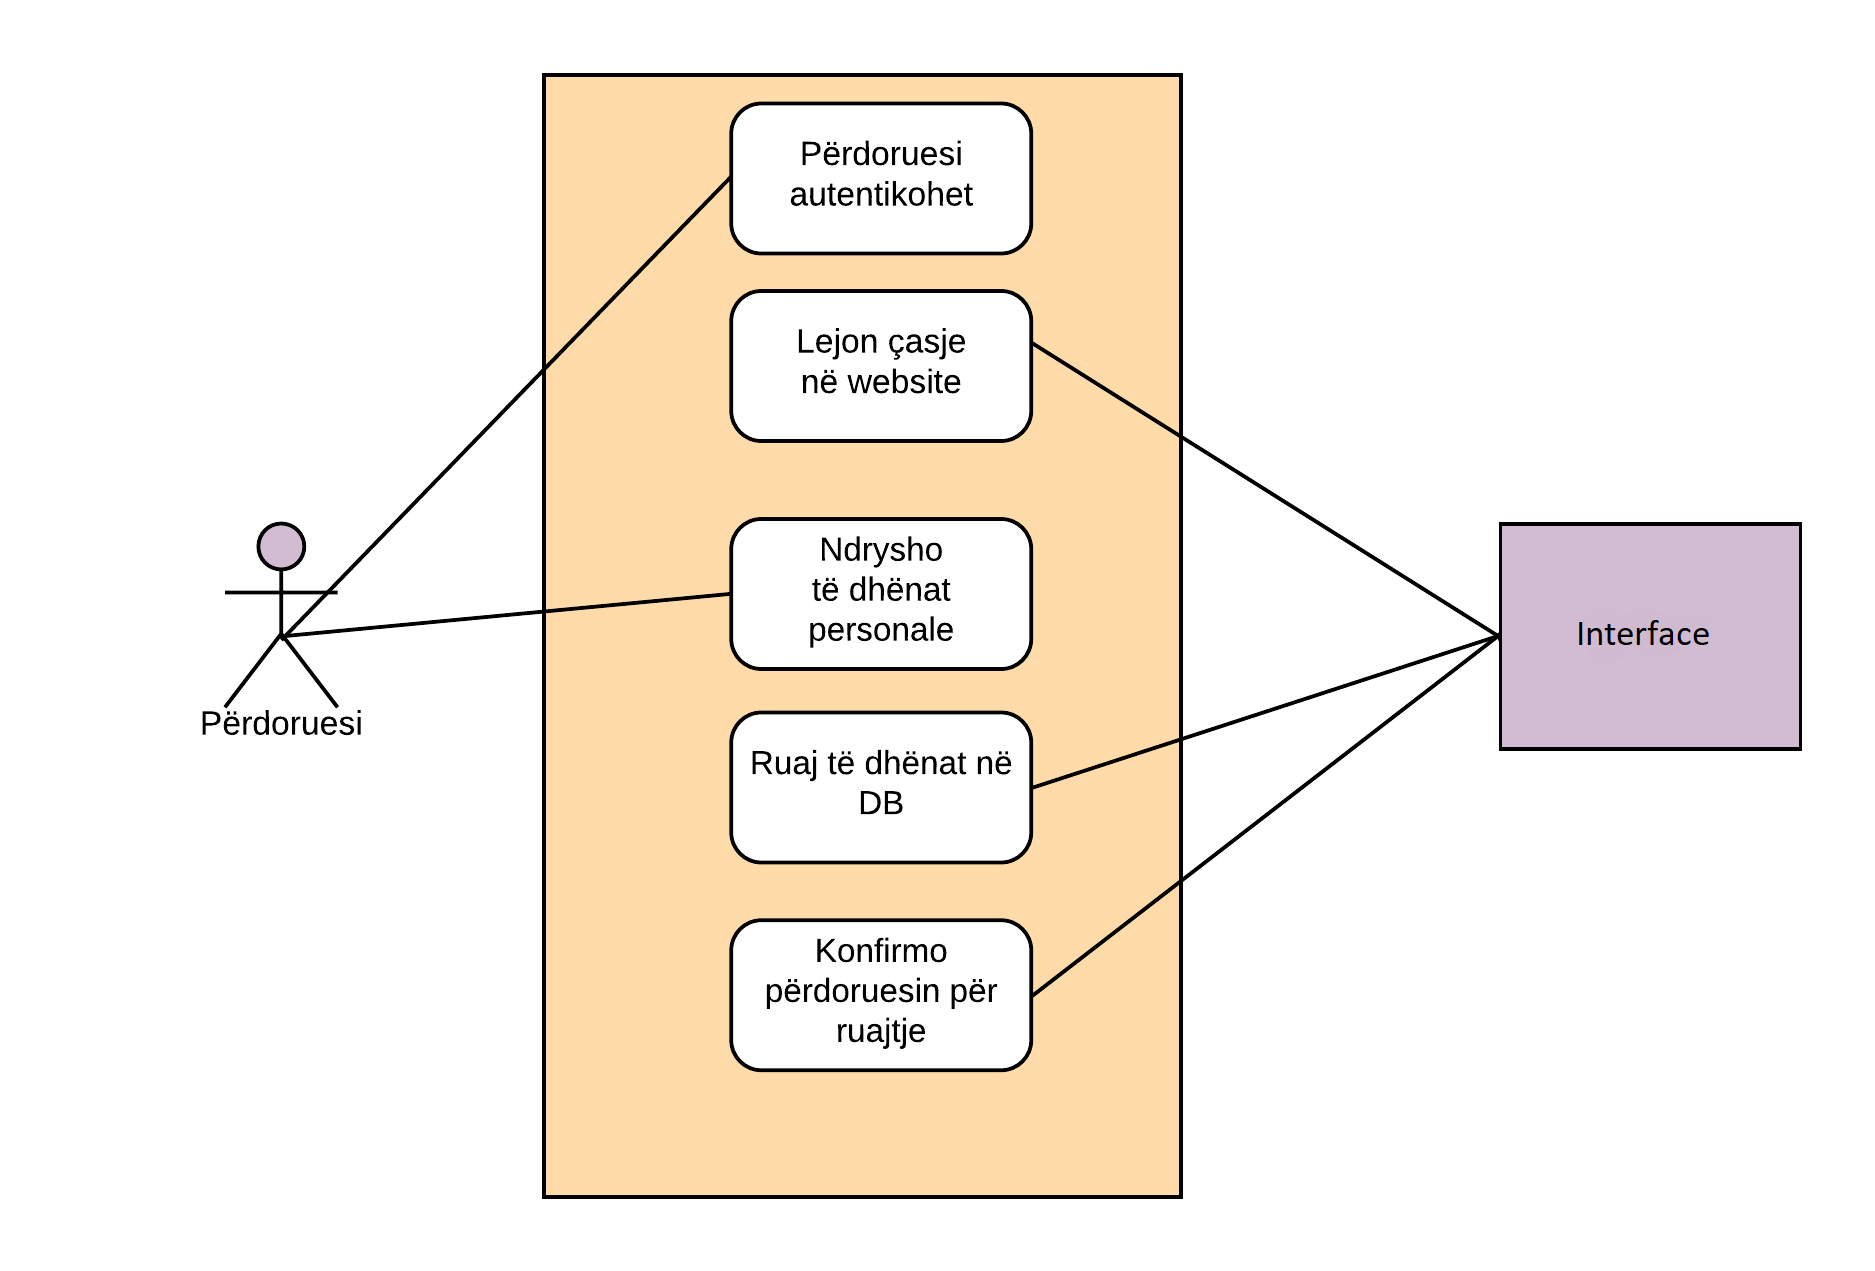 Përdoruesi
autentikohet
Lejon çasje
në website
Ndrysho
të dhënat
personale
Ruaj të dhënat në
DB
Konfirmo
përdoruesin për
ruajtje
Përdoruesi
Interface